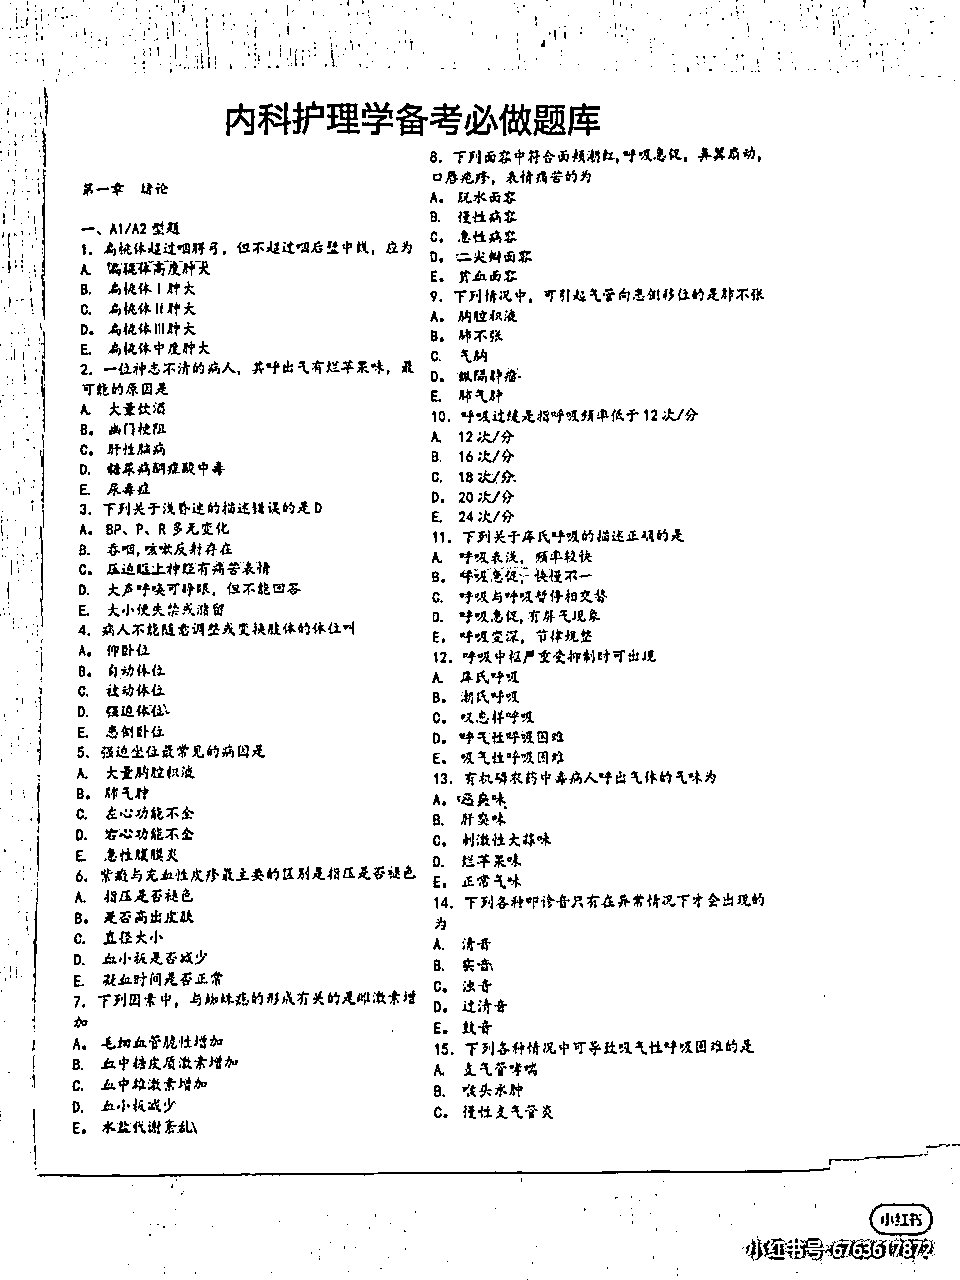 内科护理学备考必做题库
第一章 绪论
一、A1/A2 型题
1. 扁桃体超过咽腭弓，但不超过咽后壁中线，应为
A. 扁桃体高度肿大
B. 扁桃体Ⅰ肿大
C. 扁桃体Ⅱ肿大
D. 扁桃体Ⅲ肿大
E. 扁桃体中度肿大
2. 一位神志不清的病人，其呼出气有烂苹果味，最
可能的原因是
A. 大量饮酒
B. 幽门梗阻
C. 肝性脑病
D. 糖尿病酮症酸中毒
E. 尿毒症
3. 下列关于浅昏迷的描述错误的是D
A. BP、P、R 多无变化
B. 吞咽,咳嗽反射存在
C. 压迫眶上神经有痛苦表情
D. 大声呼唤可睁眼，但不能回答
E. 大小便失禁或潴留
4. 病人不能随意调整或变换肢体的体位叫
A. 仰卧位
B. 自动体位
C. 被动体位
D. 强迫体位
E. 患侧卧位
5. 强迫坐位最常见的病因是
A. 大量胸腔积液
B. 肺气肿
C. 左心功能不全
D. 右心功能不全
E. 急性腹膜炎
6. 紫癜与充血性皮疹最主要的区别是指压是否褪色
A. 指压是否褪色
B. 是否高出皮肤
C. 直径大小
D. 血小板是否减少
E. 凝血时间是否正常
7. 下列因素中，与蜘蛛痣的形成有关的是雌激素增
加
A. 毛细血管脆性增加
B. 血中糖皮质激素增加
C. 血中雄激素增加
D. 血小板减少
E. 水盐代谢紊乱
8. 下列面容中符合面颊潮红,呼吸急促，鼻翼扇动，
口唇疱疹，表情痛苦的为
A. 脱水面容
B. 慢性病容
C. 急性病容
D. 二尖瓣面容
E. 贫血面容
9. 下列情况中，可引起气管向患侧移位的是肺不张
A. 胸腔积液
B. 肺不张
C. 气胸
D. 纵隔肿瘤
E. 肺气肿
10. 呼吸过缓是指呼吸频率低于 12 次/分
A. 12 次/分
B. 16 次/分
C. 18 次/分
D. 20 次/分
E. 24 次/分
11. 下列关于库氏呼吸的描述正确的是
A. 呼吸表浅，频率较快
B. 呼吸急促，快慢不一
C. 呼吸与呼吸暂停相交替
D. 呼吸急促,有屏气现象
E. 呼吸变深，节律规整
12. 呼吸中枢严重受抑制时可出现
A. 库氏呼吸
B. 潮氏呼吸
C. 叹息样呼吸
D. 呼气性呼吸困难
E. 吸气性呼吸困难
13. 有机磷农药中毒病人呼出气体的气味为
A. 恶臭味
B. 肝臭味
C. 刺激性大蒜味
D. 烂苹果味
E. 正常气味
14. 下列各种叩诊音只有在异常情况下才会出现的
为
A. 清音
B. 实音
C. 浊音
D. 过清音
E. 鼓音
15. 下列各种情况中可导致吸气性呼吸困难的是
A. 支气管哮喘
B. 喉头水肿
C. 慢性支气管炎
小红书
小红书号:6763617872